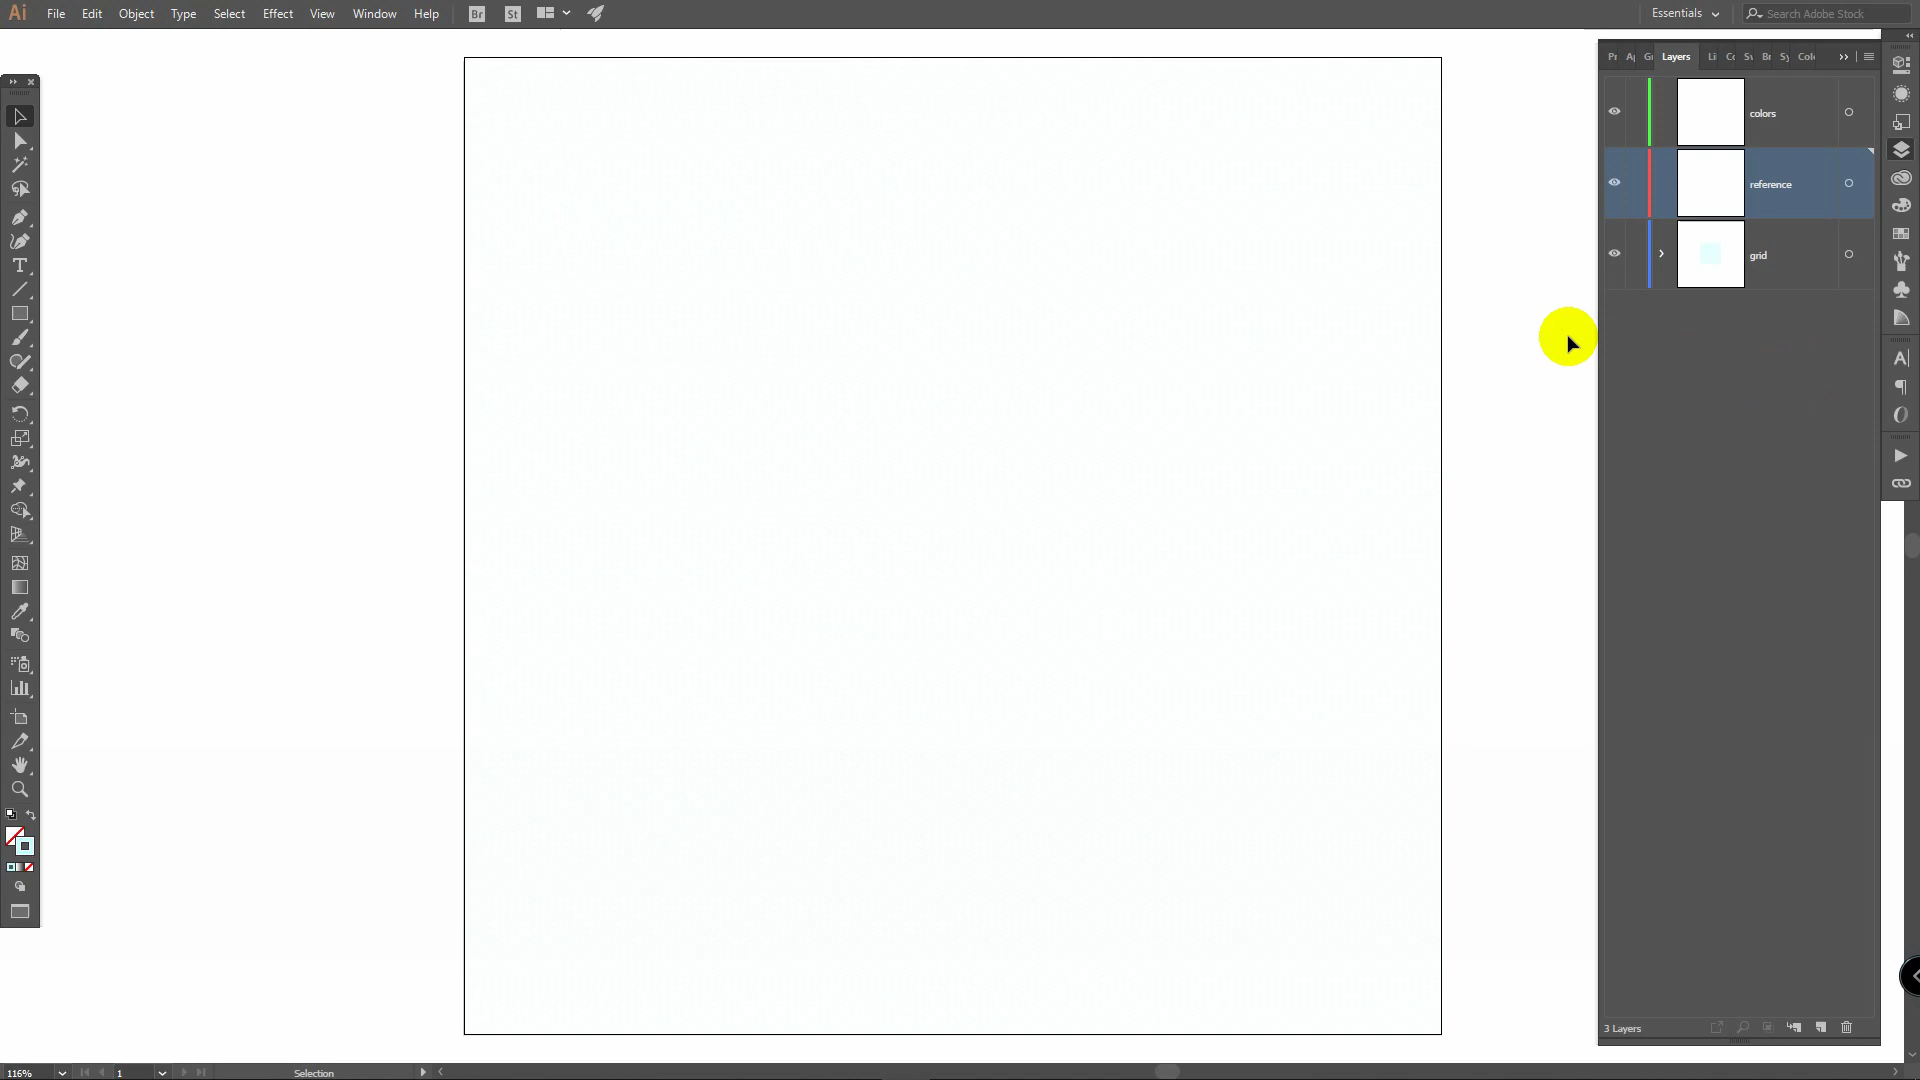 Ai File Edit Object Type Select Effect View Window Help Br St Essentials Search Adobe Stock
Layers
colors
reference
grid
3 Layers
116% 1 Selection